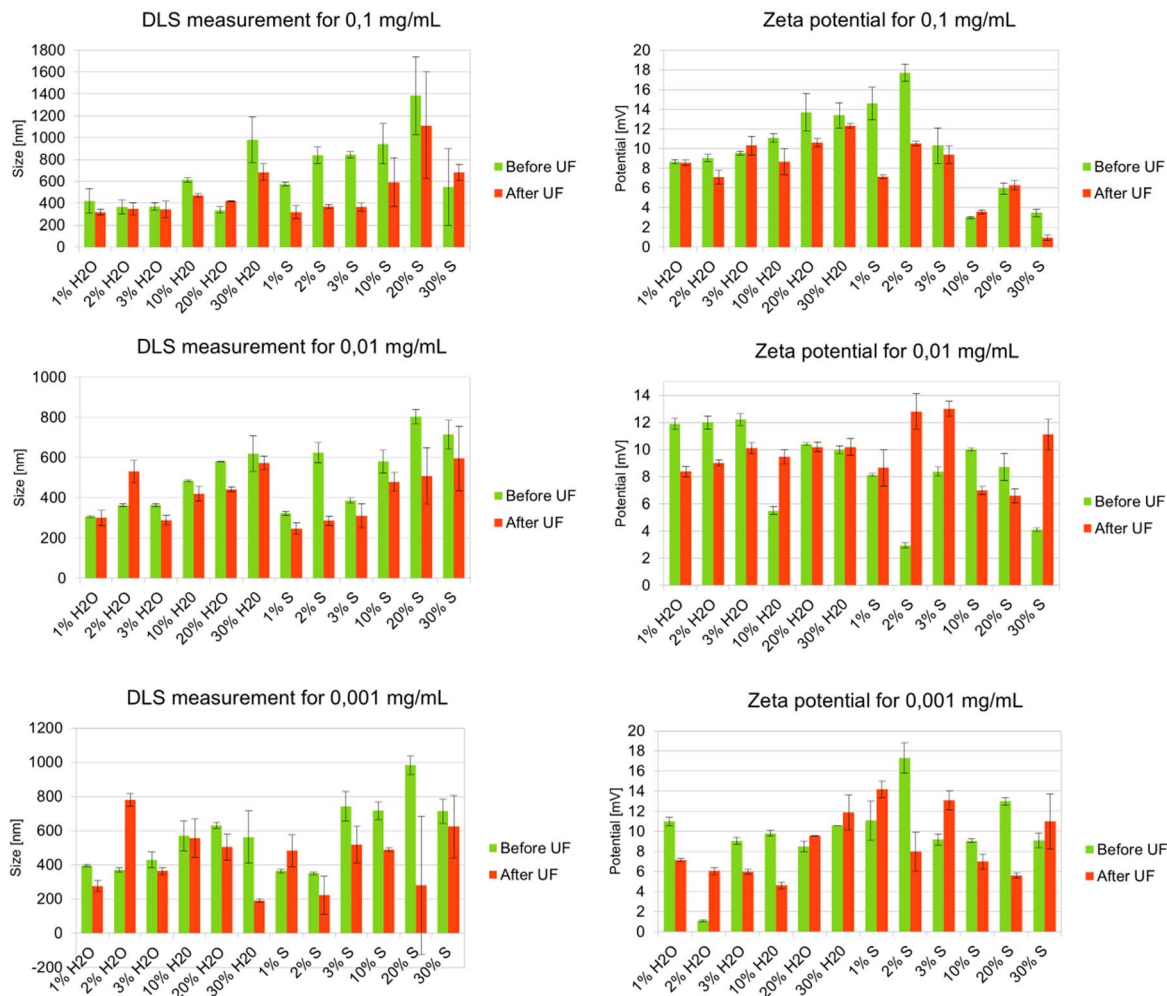 DLS measurement for 0,1 mg/mL
Size [nm]
1800
1600
1400
1200
1000
800
600
400
200
0
1% H2O
2% H2O
3% H2O
10% H20
20% H2O
30% H20
1% S
2% S
3% S
10% S
20% S
30% S
Before UF
After UF
Zeta potential for 0,1 mg/mL
Potential [mV]
20
18
16
14
12
10
8
6
4
2
0
1% H2O
2% H2O
3% H2O
10% H20
20% H2O
30% H20
1% S
2% S
3% S
10% S
20% S
30% S
Before UF
After UF
DLS measurement for 0,01 mg/mL
Size [nm]
1000
800
600
400
200
0
1% H2O
2% H2O
3% H2O
10% H20
20% H2O
30% H20
1% S
2% S
3% S
10% S
20% S
30% S
Before UF
After UF
Zeta potential for 0,01 mg/mL
Potential [mV]
14
12
10
8
6
4
2
0
1% H2O
2% H2O
3% H2O
10% H20
20% H2O
30% H20
1% S
2% S
3% S
10% S
20% S
30% S
Before UF
After UF
DLS measurement for 0,001 mg/mL
Size [nm]
1200
1000
800
600
400
200
0
-200
1% H2O
2% H2O
3% H2O
10% H20
20% H2O
30% H20
1% S
2% S
3% S
10% S
20% S
30% S
Before UF
After UF
Zeta potential for 0,001 mg/mL
Potential [mV]
20
18
16
14
12
10
8
6
4
2
0
1% H2O
2% H2O
3% H2O
10% H20
20% H2O
30% H20
1% S
2% S
3% S
10% S
20% S
30% S
Before UF
After UF